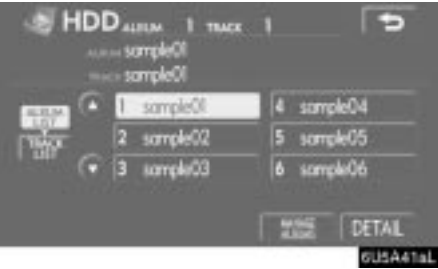 HDD ALBUM 1 TRACK 1
ALBUM sample01
TRACK sample01
ALBUM LIST
TRACK LIST
1 sample01
2 sample02
3 sample03
4 sample04
5 sample05
6 sample06
DETAIL
6U5A41aL